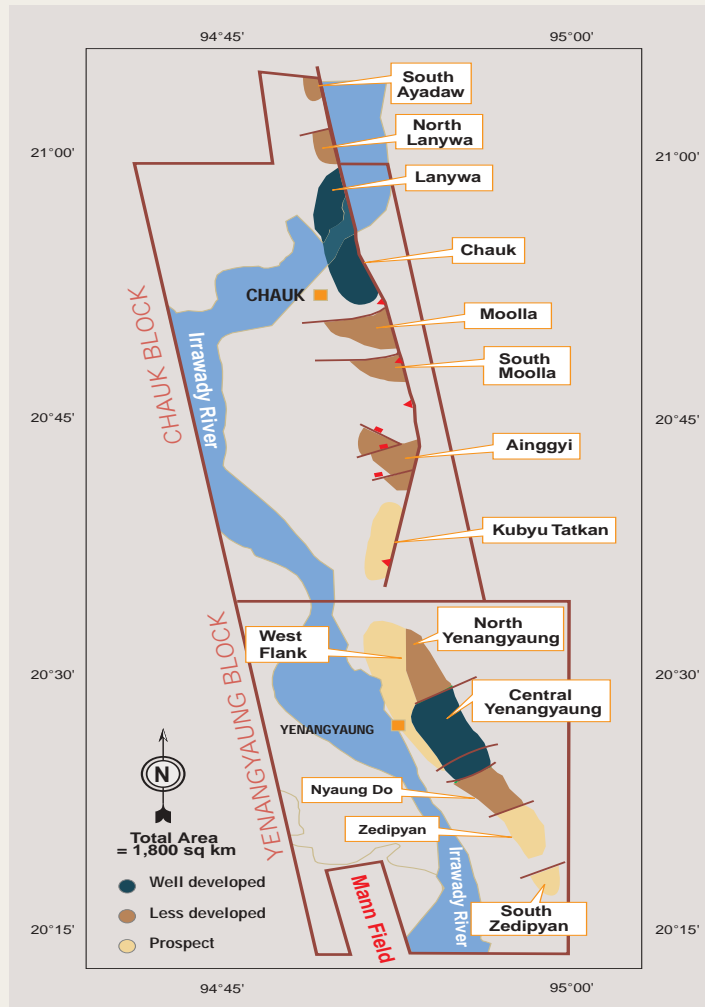 94°45'
95°00'
South
Ayadaw
North
Lanywa
21°00'
21°00'
Lanywa
Chauk
CHAUK
Moolla
South
Moolla
CHAUK BLOCK
Irrawady River
20°45'
20°45'
Ainggyi
Kubyu Tatkan
North
Yenangyaung
West
Flank
20°30'
20°30'
Central
Yenangyaung
YENANGYAUNG
YENANGYAUNG BLOCK
N
Nyaung Do
Zedipyan
Total Area
= 1,800 sq km
Well developed
Less developed
Prospect
Mann Field
Irrawady River
South
Zedipyan
20°15'
20°15'
94°45'
95°00'